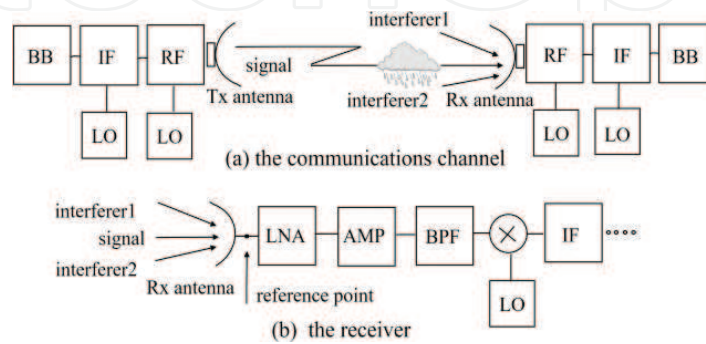 interferer1
BB IF RF RF IF BB
signal
Tx antenna interferer2 Rx antenna
LO LO LO LO
(a) the communications channel
interferer1
signal LNA AMP BPF IF
interferer2
Rx antenna reference point LO
(b) the receiver